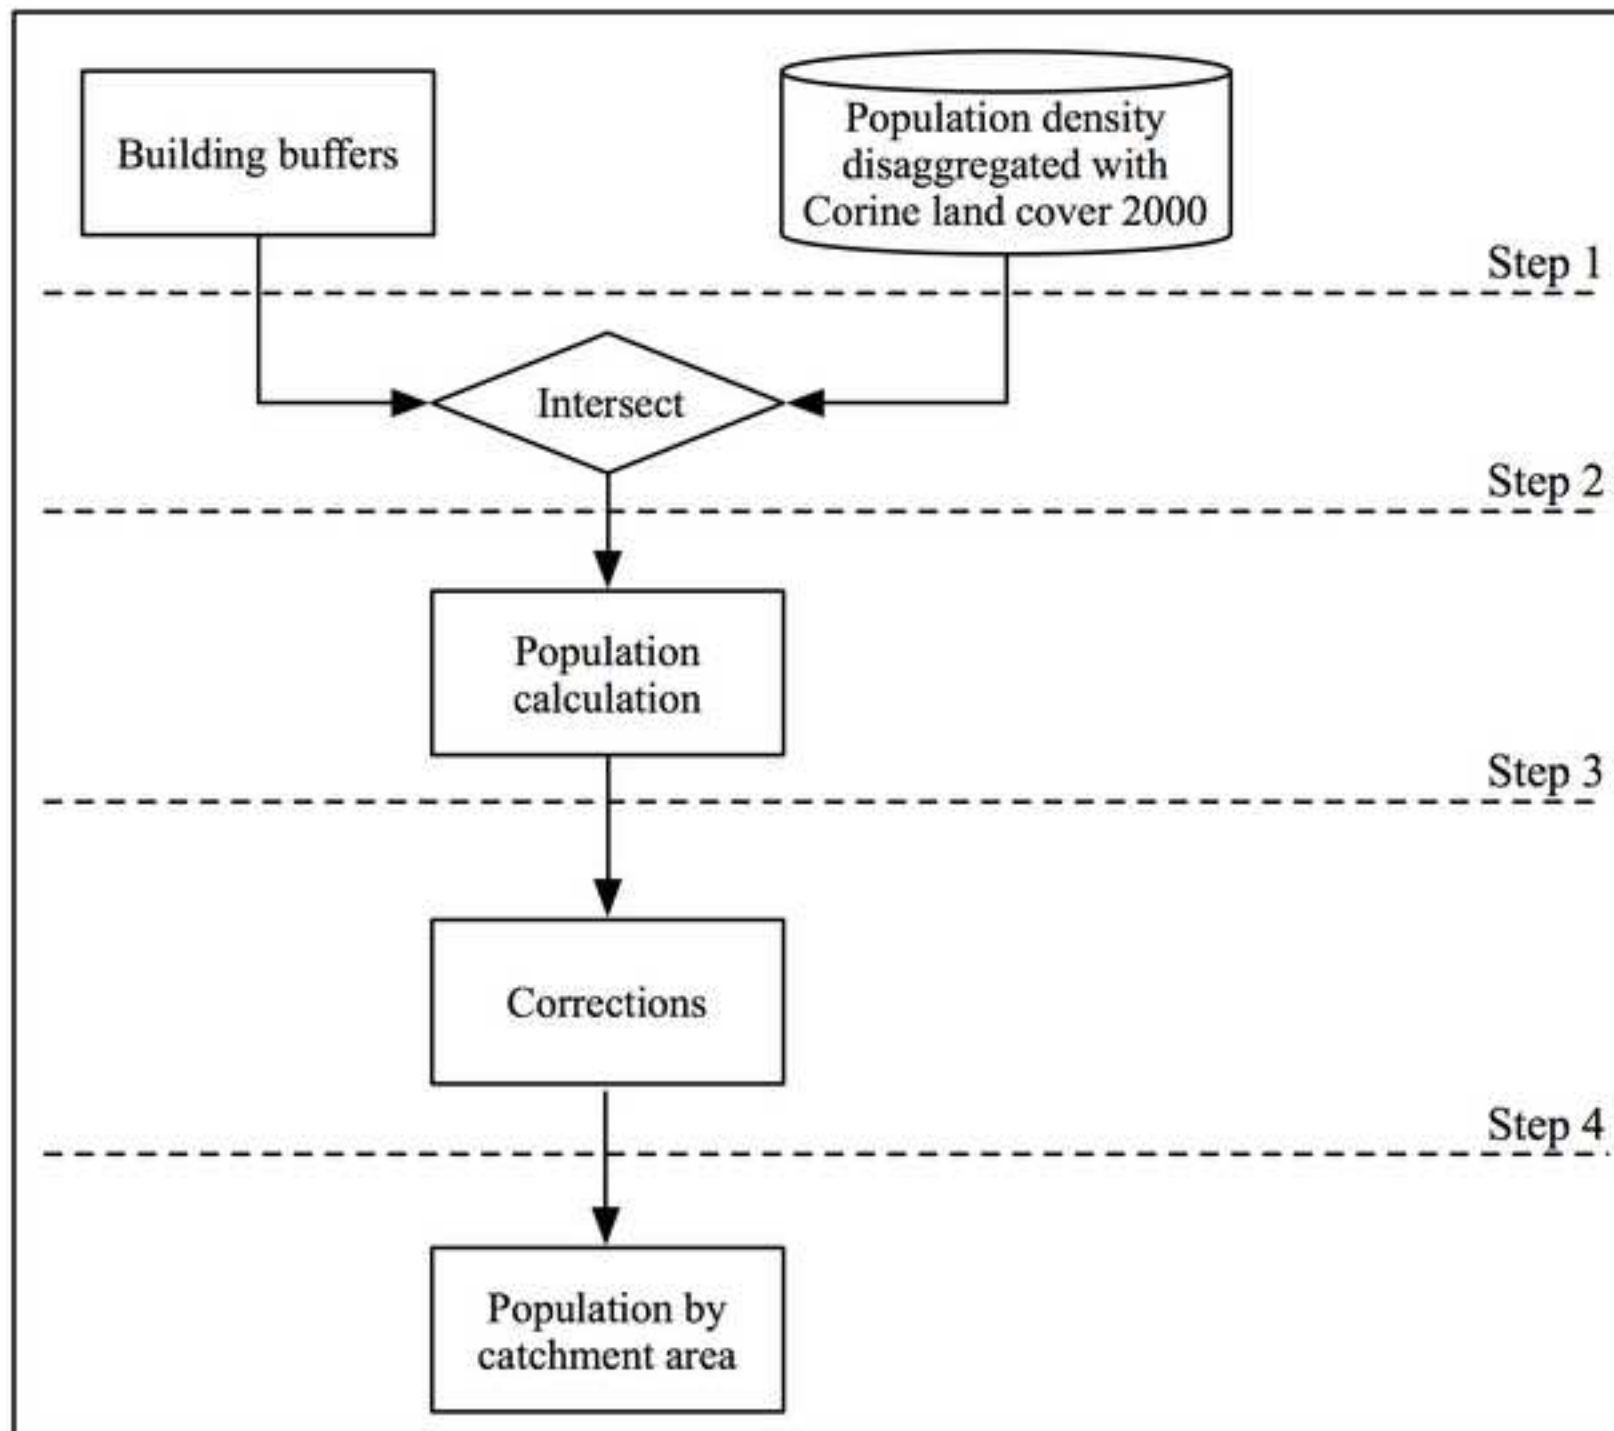 Building buffers
Population density
disaggregated with
Corine land cover 2000
Step 1
Intersect
Step 2
Population
calculation
Step 3
Corrections
Step 4
Population by
catchment area